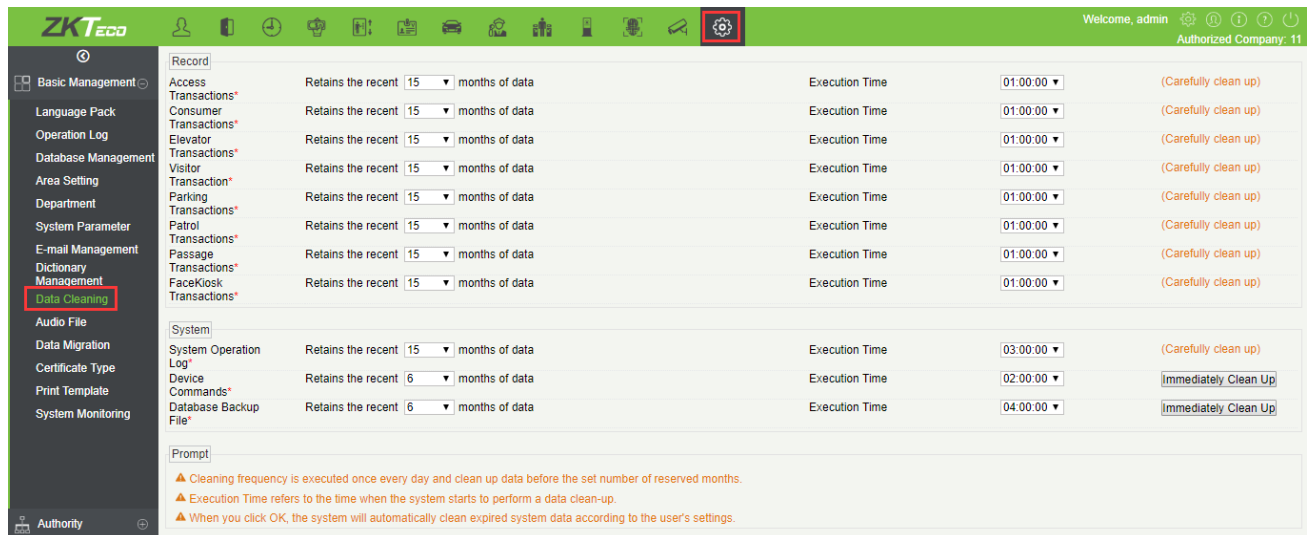 ZKTeco
Welcome, admin
Authorized Company: 11
Basic Management
Language Pack
Operation Log
Database Management
Area Setting
Department
System Parameter
E-mail Management
Dictionary
Management
Data Cleaning
Audio File
Data Migration
Certificate Type
Print Template
System Monitoring
Authority
Record
Access
Transactions*
Retains the recent 15 months of data Execution Time 01:00:00 (Carefully clean up)
Consumer
Transactions*
Retains the recent 15 months of data Execution Time 01:00:00 (Carefully clean up)
Elevator
Transactions*
Retains the recent 15 months of data Execution Time 01:00:00 (Carefully clean up)
Visitor
Transaction*
Retains the recent 15 months of data Execution Time 01:00:00 (Carefully clean up)
Parking
Transactions*
Retains the recent 15 months of data Execution Time 01:00:00 (Carefully clean up)
Patrol
Transactions*
Retains the recent 15 months of data Execution Time 01:00:00 (Carefully clean up)
Passage
Transactions*
Retains the recent 15 months of data Execution Time 01:00:00 (Carefully clean up)
FaceKiosk
Transactions*
Retains the recent 15 months of data Execution Time 01:00:00 (Carefully clean up)
System
System Operation
Log*
Retains the recent 15 months of data Execution Time 03:00:00 (Carefully clean up)
Device
Commands*
Retains the recent 6 months of data Execution Time 02:00:00 Immediately Clean Up
Database Backup
File*
Retains the recent 6 months of data Execution Time 04:00:00 Immediately Clean Up
Prompt
Cleaning frequency is executed once every day and clean up data before the set number of reserved months.
Execution Time refers to the time when the system starts to perform a data clean-up.
When you click OK, the system will automatically clean expired system data according to the user's settings.